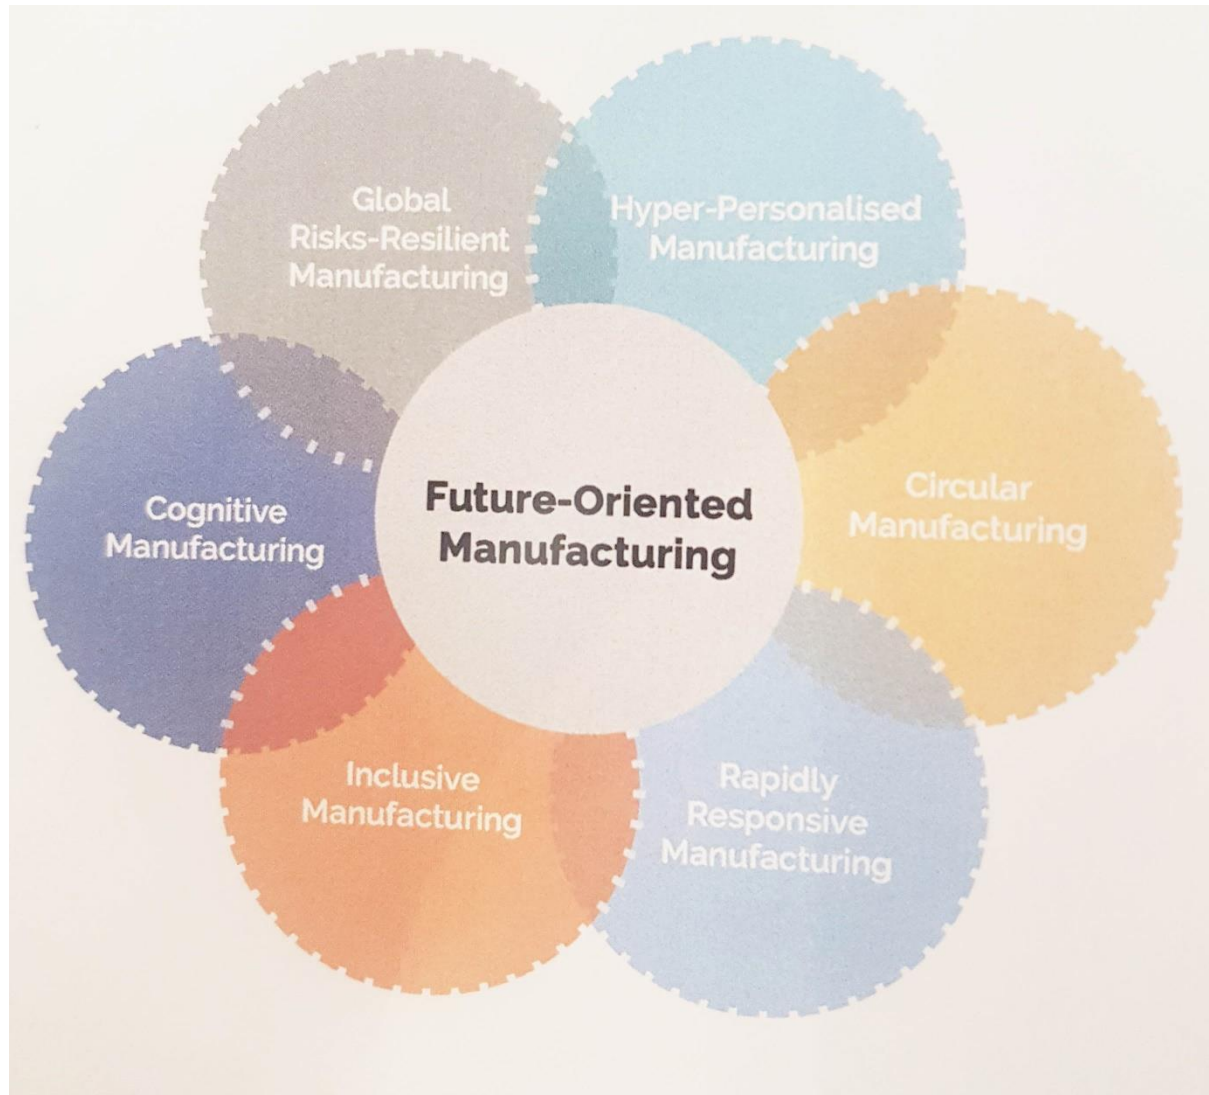 Global
Risks-Resilient
Manufacturing
Hyper-Personalised
Manufacturing
Circular
Manufacturing
Rapidly
Responsive
Manufacturing
Inclusive
Manufacturing
Cognitive
Manufacturing
Future-Oriented
Manufacturing